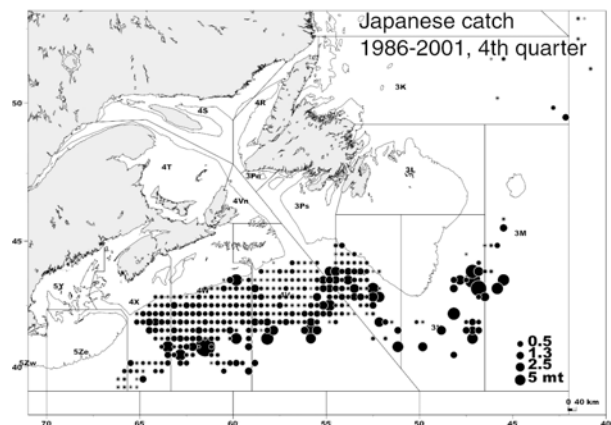 Japanese catch
1986-2001, 4th quarter
3K
50
4S
4R
4T
3Pn
3L
4Vn
3Ps
3M
45
5Y
4X
4W
5Ze
5Zw
40
0.5
1.3
2.5
5 mt
0 40 km
70 65 60 55 50 45 40